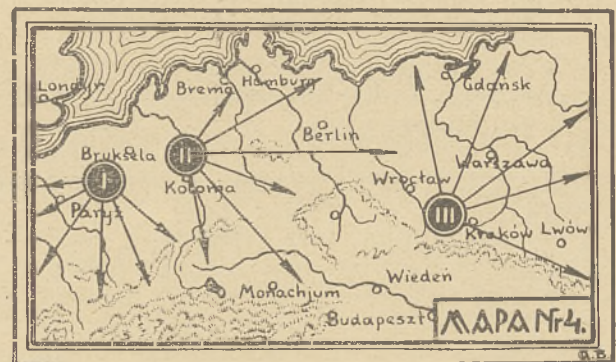 Londyn
Brema
Hamburg
Gdańsk
Berlin
Bruksela
II
Kolonja
Warszawa
I
Wrocław
Paryż
III
Kraków
Lwów
Monachjum
Wiedeń
Budapeszt
MAPA Nr 4.